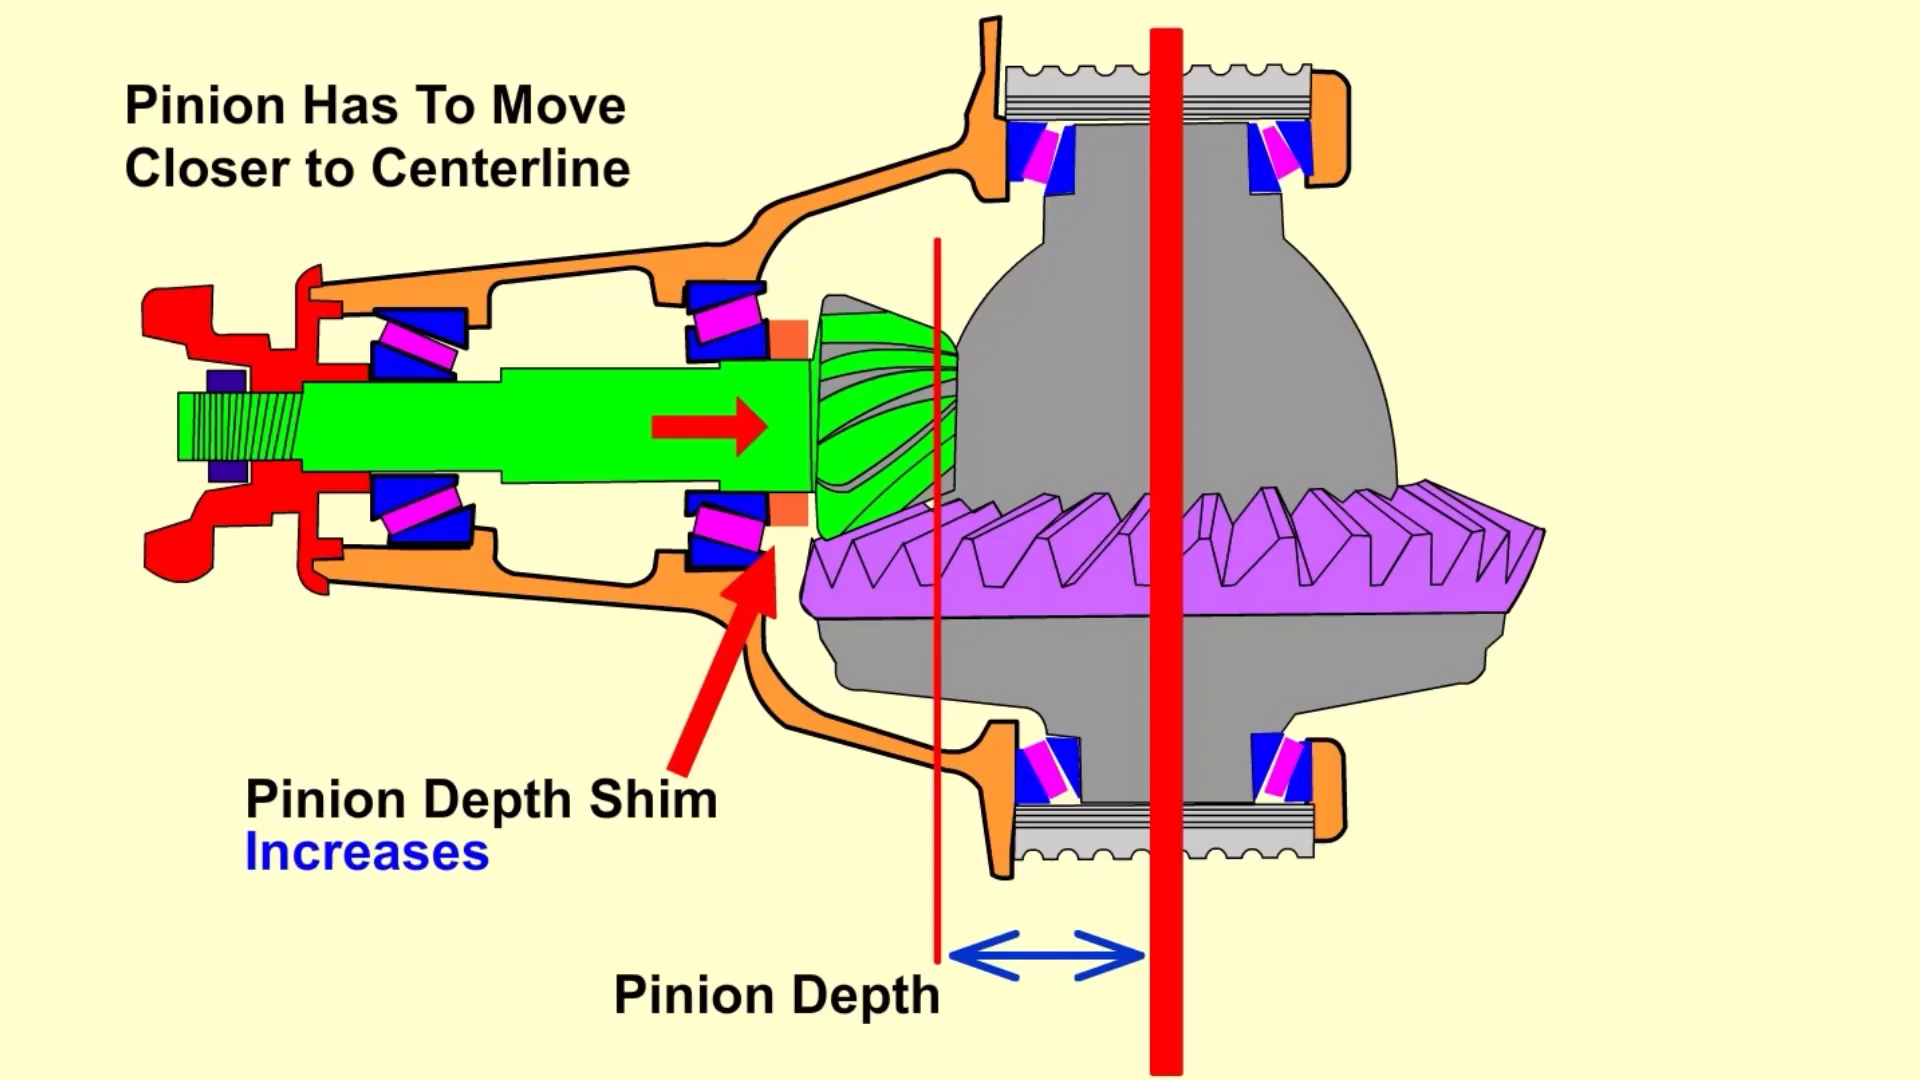 Pinion Has To Move
Closer to Centerline
Pinion Depth Shim
Increases
Pinion Depth